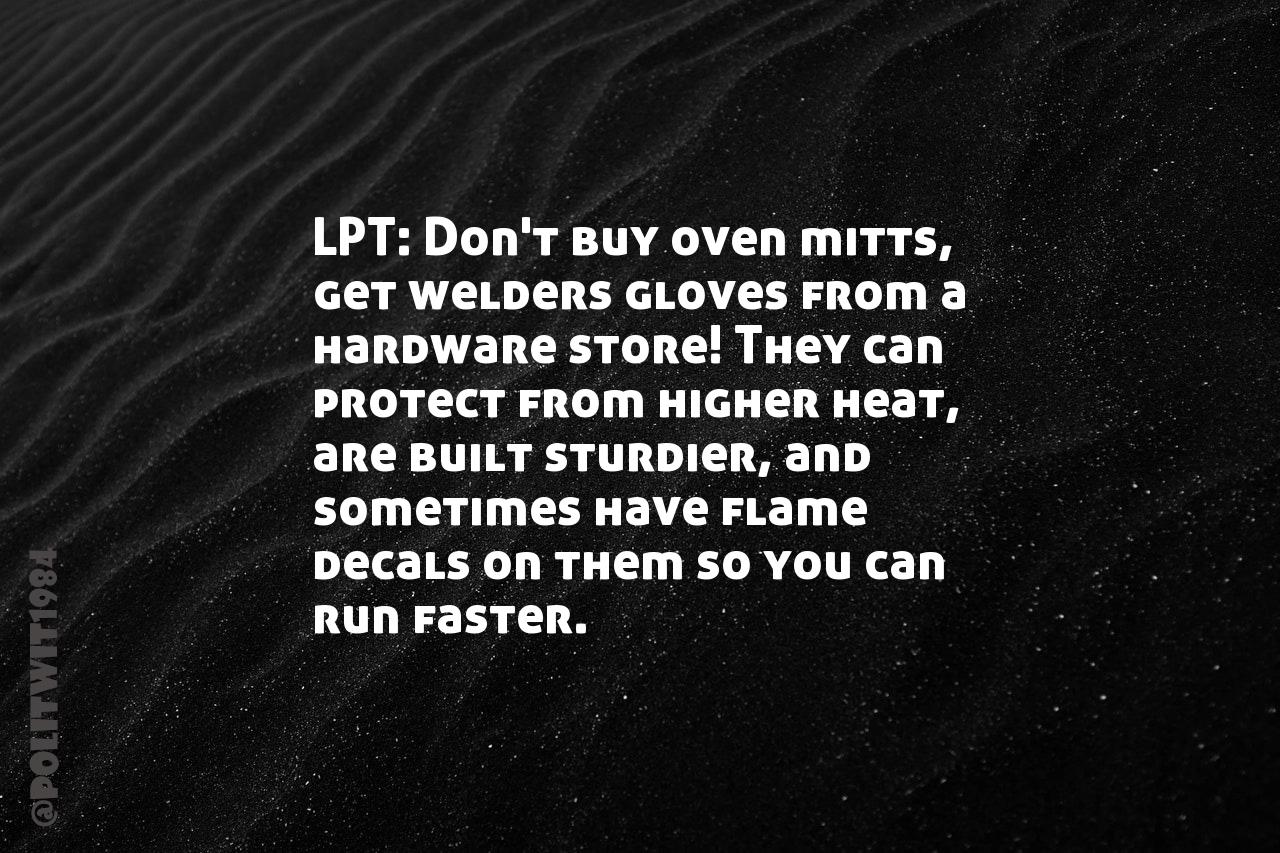 LPT: Don't buy oven mitts,
get welders gloves from a
hardware store! They can
protect from higher heat,
are built sturdier, and
sometimes have flame
decals on them so you can
run faster.
@POLITWIT1984